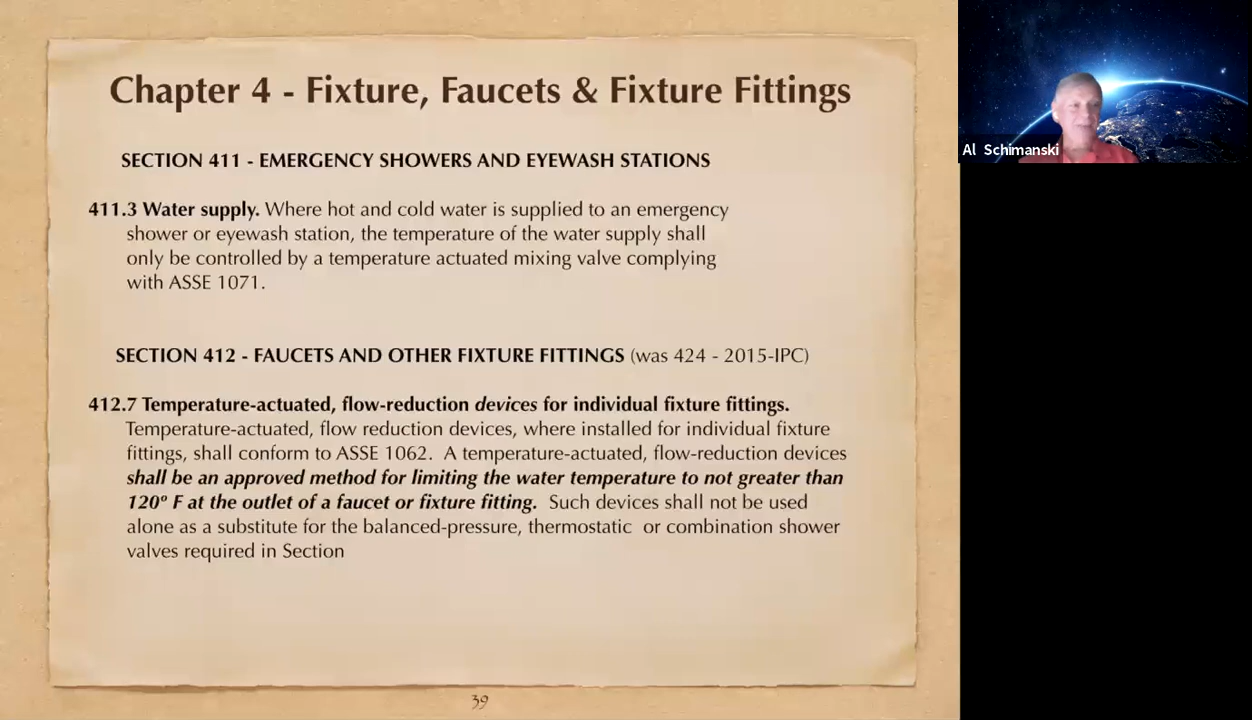 Chapter 4 - Fixture, Faucets & Fixture Fittings
SECTION 411 - EMERGENCY SHOWERS AND EYEWASH STATIONS
411.3 Water supply. Where hot and cold water is supplied to an emergency
shower or eyewash station, the temperature of the water supply shall
only be controlled by a temperature actuated mixing valve complying
with ASSE 1071.
SECTION 412 - FAUCETS AND OTHER FIXTURE FITTINGS (was 424 - 2015-IPC)
412.7 Temperature-actuated, flow-reduction devices for individual fixture fittings.
Temperature-actuated, flow reduction devices, where installed for individual fixture
fittings, shall conform to ASSE 1062. A temperature-actuated, flow-reduction devices
shall be an approved method for limiting the water temperature to not greater than
120º F at the outlet of a faucet or fixture fitting. Such devices shall not be used
alone as a substitute for the balanced-pressure, thermostatic or combination shower
valves required in Section
39
Al Schimanski